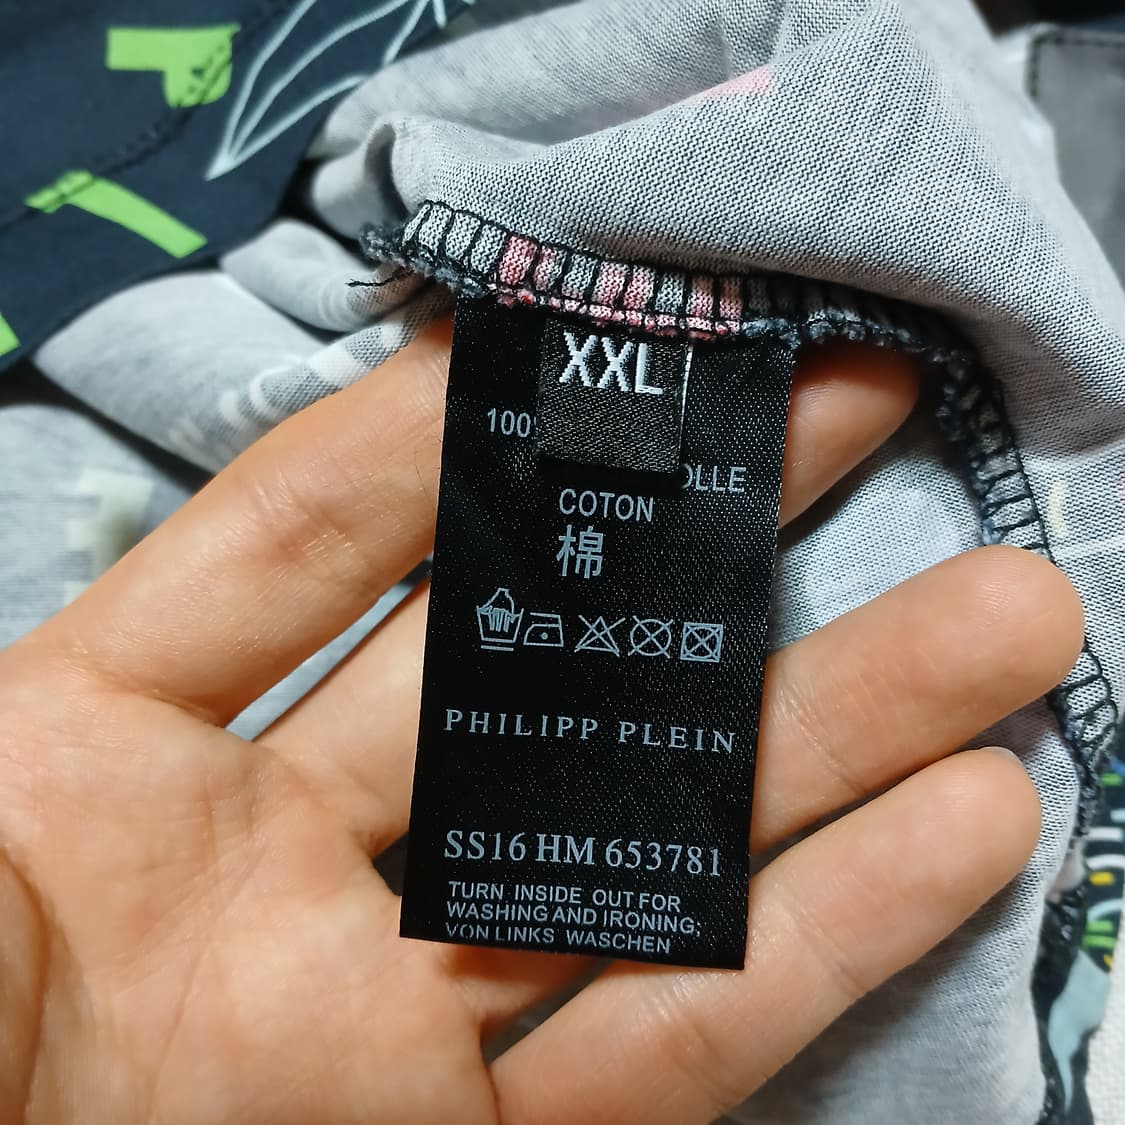 XXL
100
OLLE
COTON
棉
PHILIPP PLEIN
SS16 HM 653781
TURN INSIDE OUT FOR
WASHING AND IRONING;
VON LINKS WASCHEN